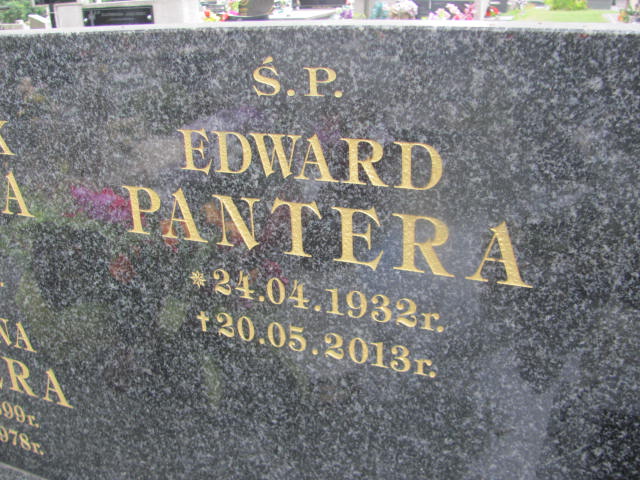 Ś.P.
EDWARD
PANTERA
*24.04.1932r.
†20.05.2013r.